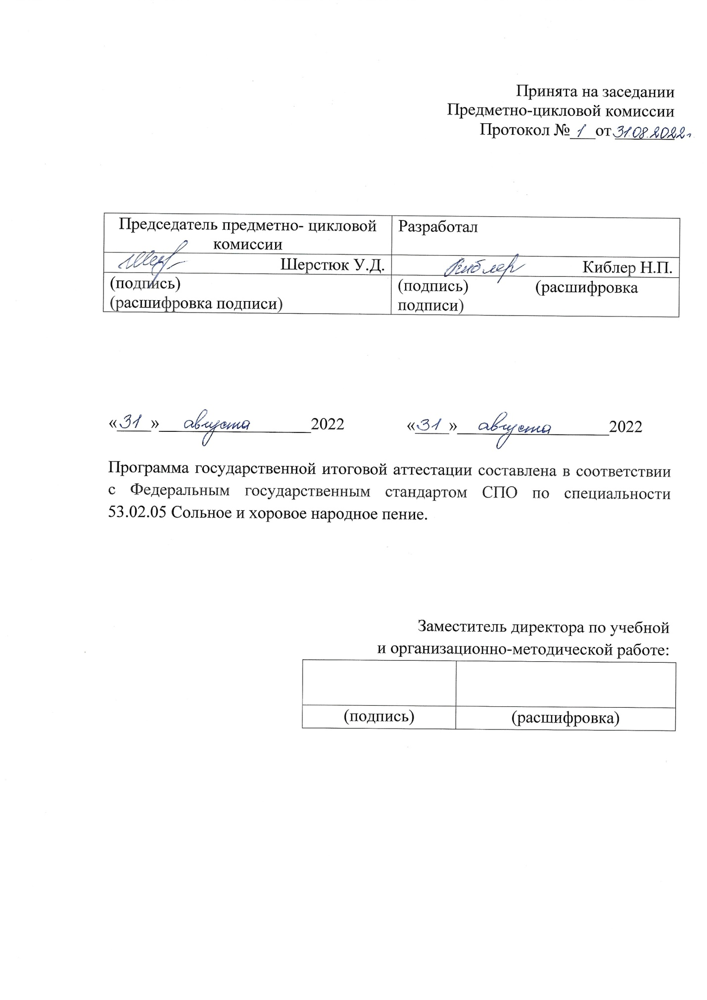 Принята на заседании
Предметно-цикловой комиссии
Протокол № 1 от 31.08.2022г
Председатель предметно- цикловой
комиссии
Разработал
Шерстюк У.Д.
Киблер Киблер Н.П.
(подпись)
(расшифровка подписи)
(подпись) (расшифровка
подписи)
«31» августа 2022 «31» августа 2022
Программа государственной итоговой аттестации составлена в соответствии
с Федеральным государственным стандартом СПО по специальности
53.02.05 Сольное и хоровое народное пение.
Заместитель директора по учебной
и организационно-методической работе:
(подпись) (расшифровка)